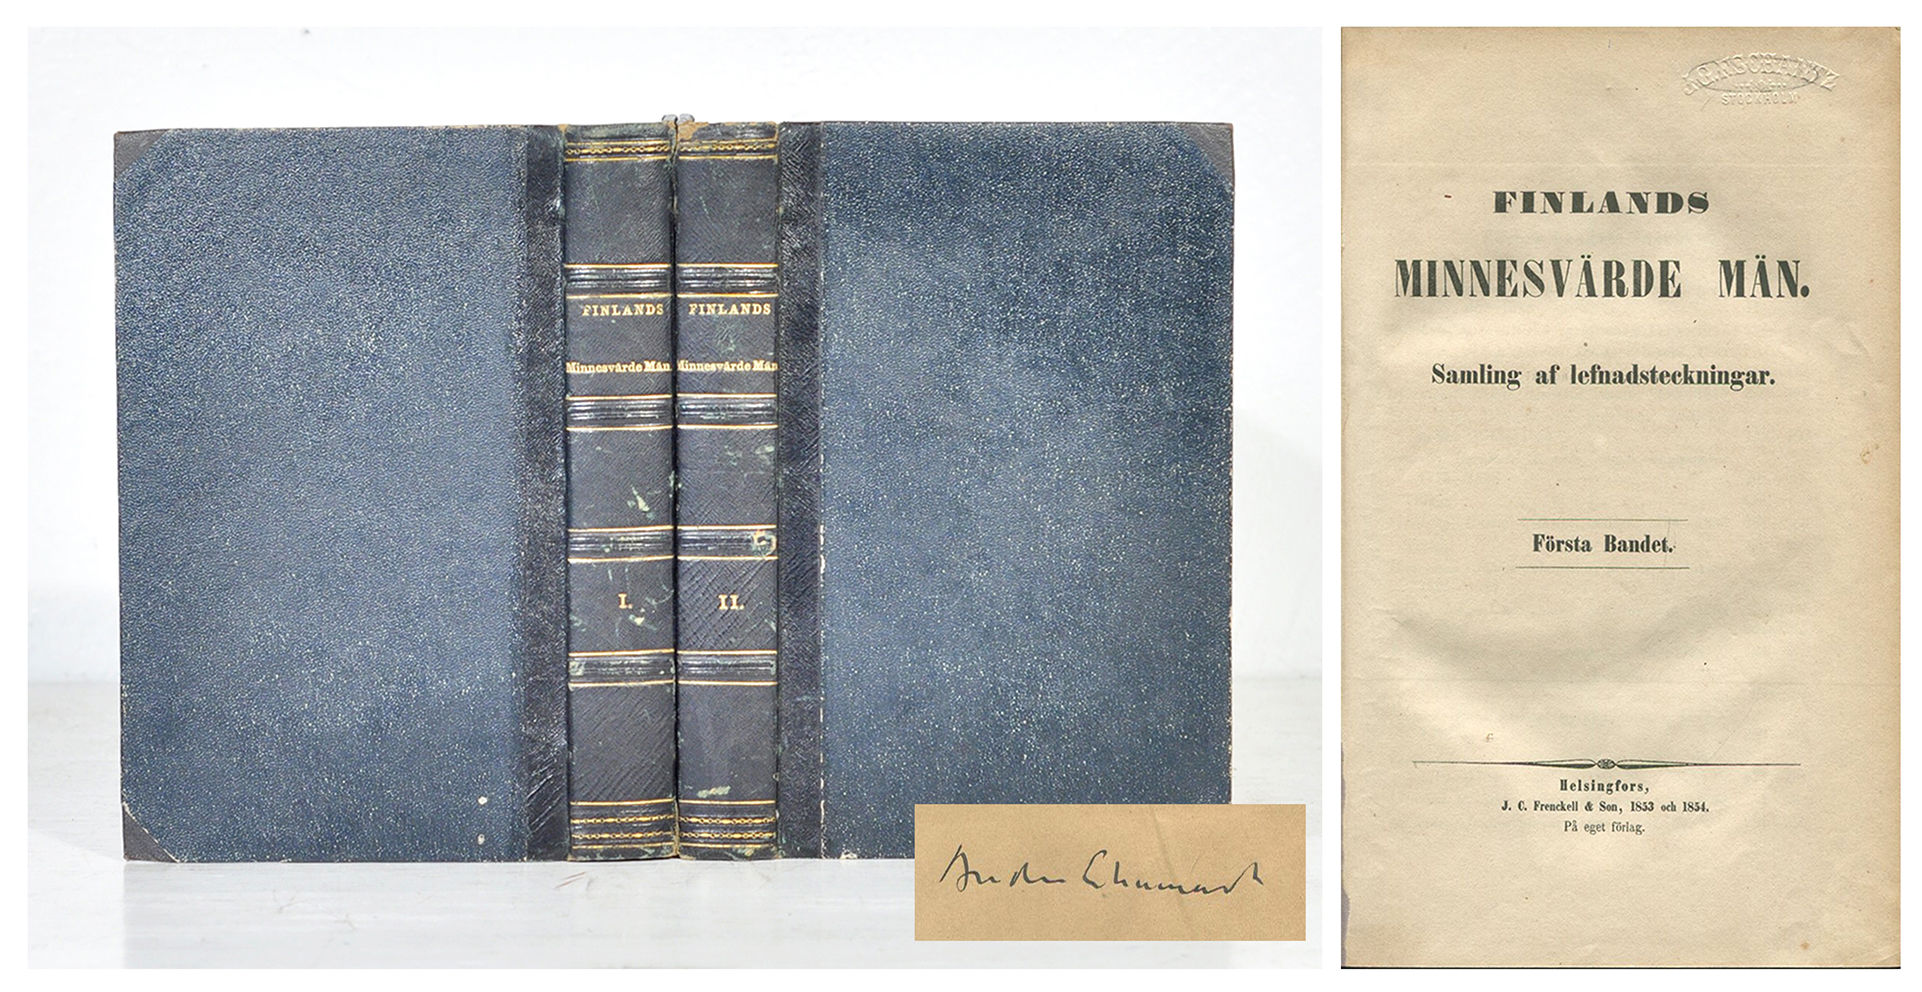 FINLANDS
Minnesvärde Män
I.
FINLANDS
Minnesvärde Män
II.
STOCKHOLM
FINLANDS
MINNESVÄRDE MÄN.
Samling af lefnadsteckningar.
Första Bandet.
Helsingfors,
J. C. Frenckell & Son, 1853 och 1854.
På eget förlag.